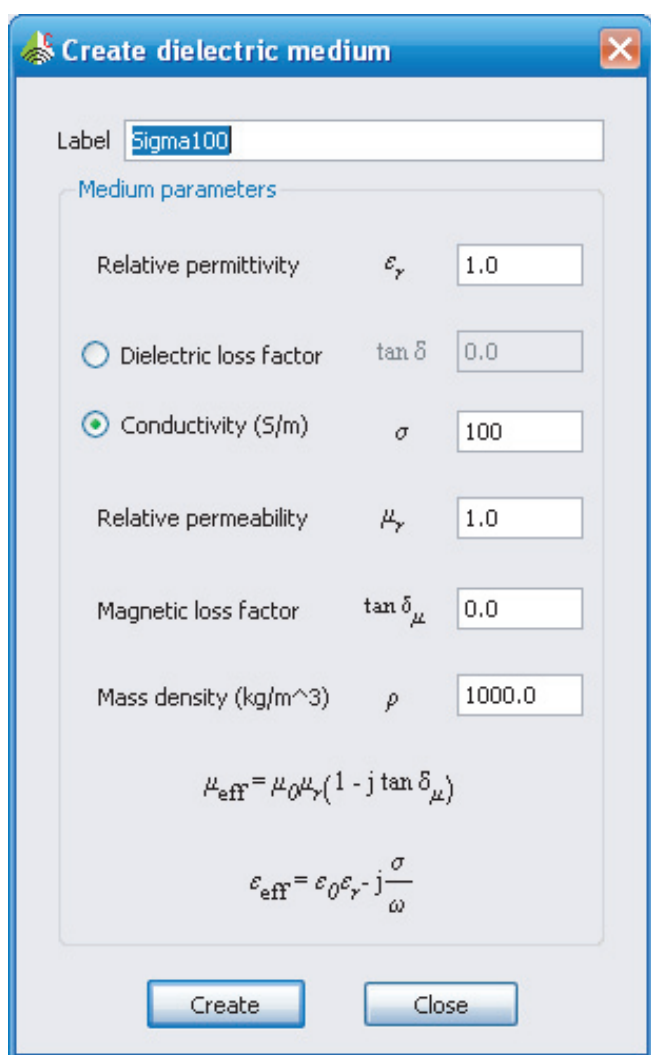 Create dielectric medium
Label Sigma100
Medium parameters
Relative permittivity εr 1.0
Dielectric loss factor tan δ 0.0
Conductivity (S/m) σ 100
Relative permeability μr 1.0
Magnetic loss factor tan δμ 0.0
Mass density (kg/m^3) ρ 1000.0
μeff = μ0μr(1 - j tan δμ)
εeff = ε0εr - j σ/ω
Create Close